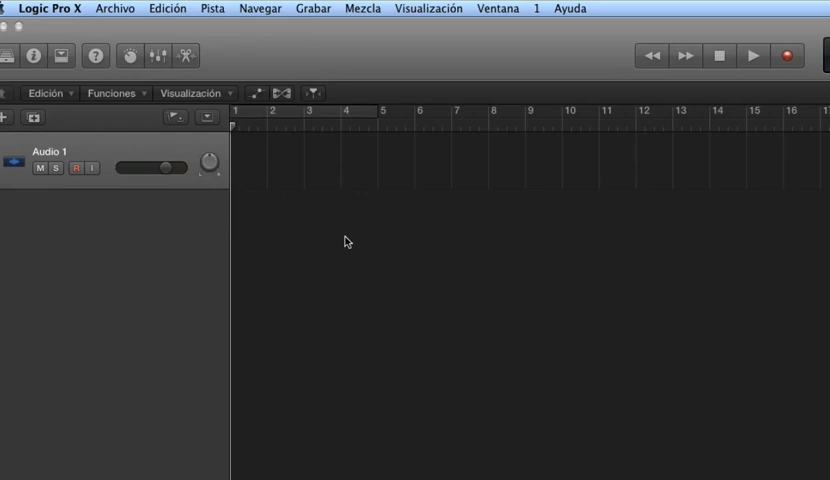 Logic Pro X Archivo Edición Pista Navegar Grabar Mezcla Visualización Ventana 1 Ayuda
Edición Funciones Visualización
1 2 3 4 5 6 7 8 9 10 11 12 13 14 15 16 17
Audio 1
M S R I
L R